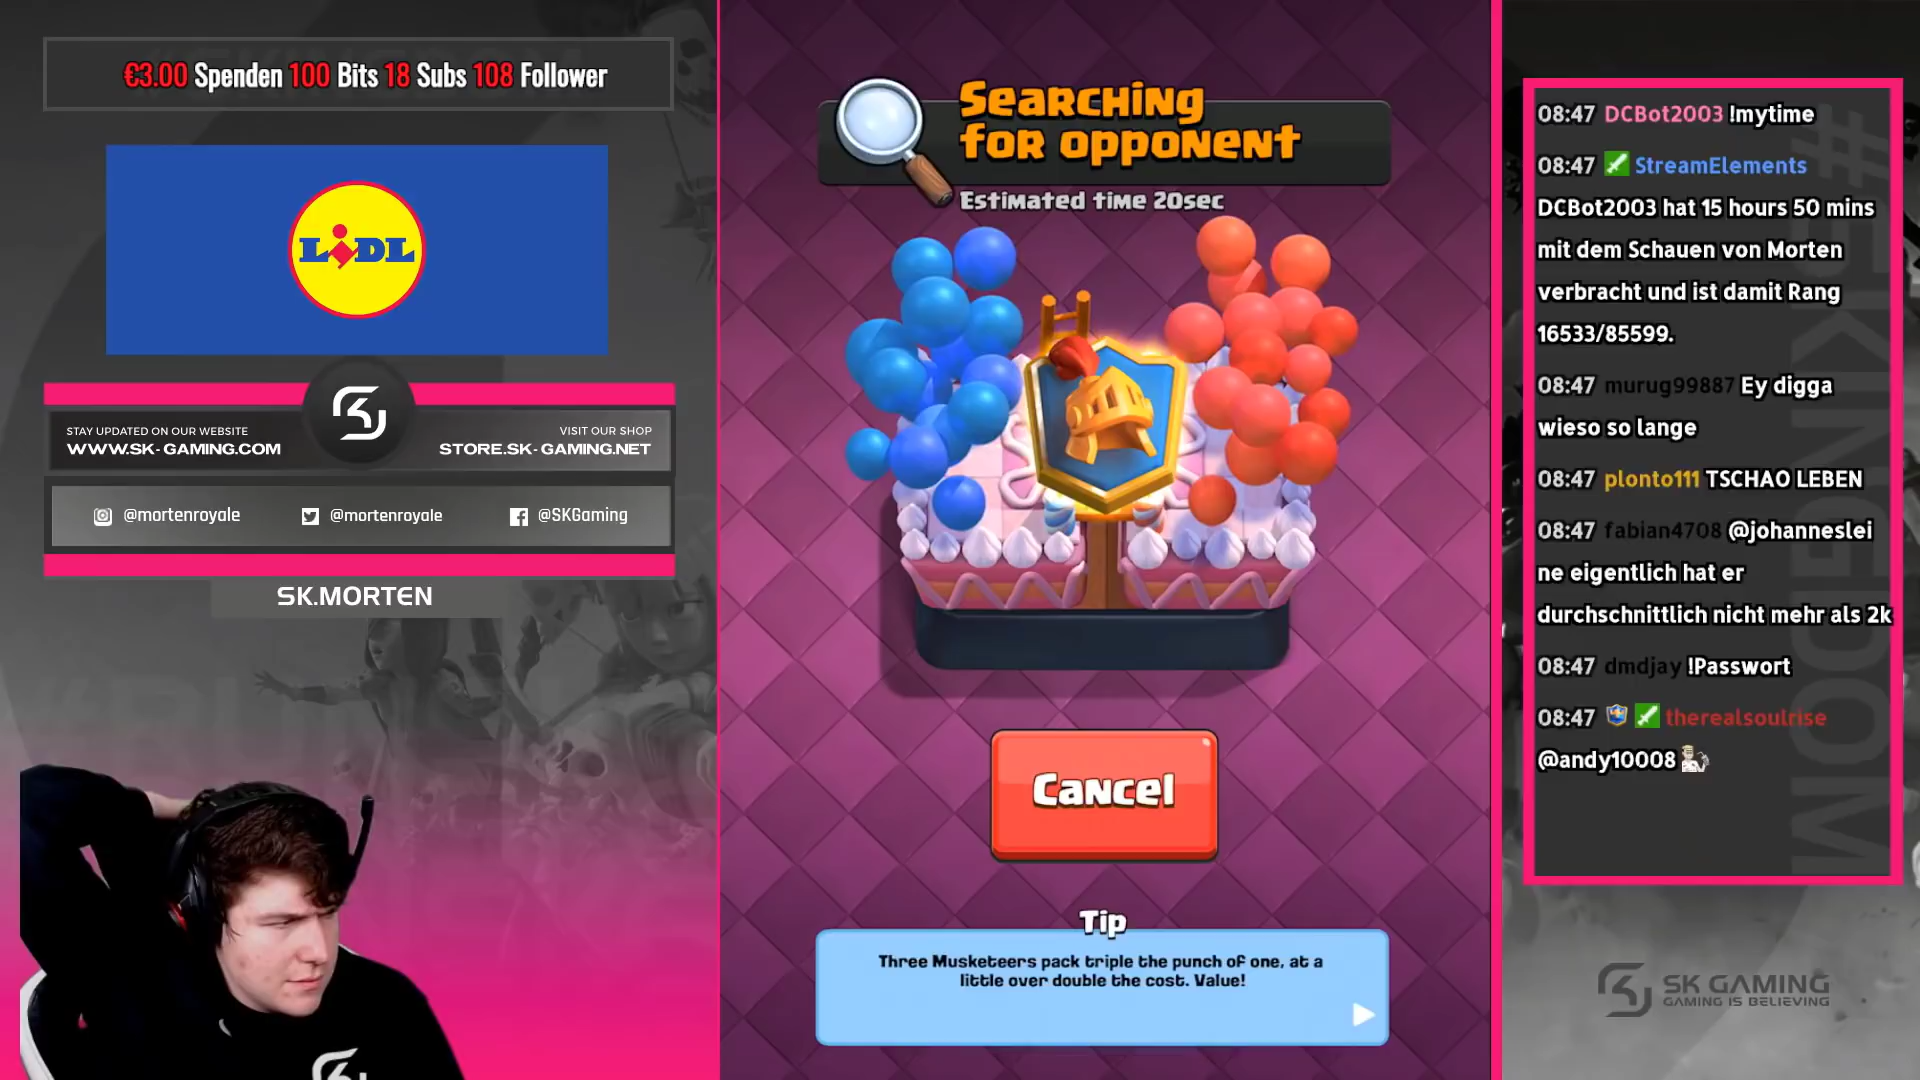 €3.00 Spenden 100 Bits 18 Subs 108 Follower
LIDL
STAY UPDATED ON OUR WEBSITE
WWW.SK-GAMING.COM
VISIT OUR SHOP
STORE.SK-GAMING.NET
@mortenroyale
@mortenroyale
@SKGaming
SK.MORTEN
Searching
for opponent
Estimated time 20sec
Cancel
Tip
Three Musketeers pack triple the punch of one, at a
little over double the cost. Value!
08:47 DCBot2003 !mytime
08:47 StreamElements
DCBot2003 hat 15 hours 50 mins
mit dem Schauen von Morten
verbracht und ist damit Rang
16533/85599.
08:47 murug99887 Ey digga
wieso so lange
08:47 plonto111 TSCHAO LEBEN
08:47 fabian4708 @johanneslei
ne eigentlich hat er
durchschnittlich nicht mehr als 2k
08:47 dmdjay !Passwort
08:47 therealsoulrise
@andy10008
#SKINGDOM
SK GAMING
GAMING IS BELIEVING